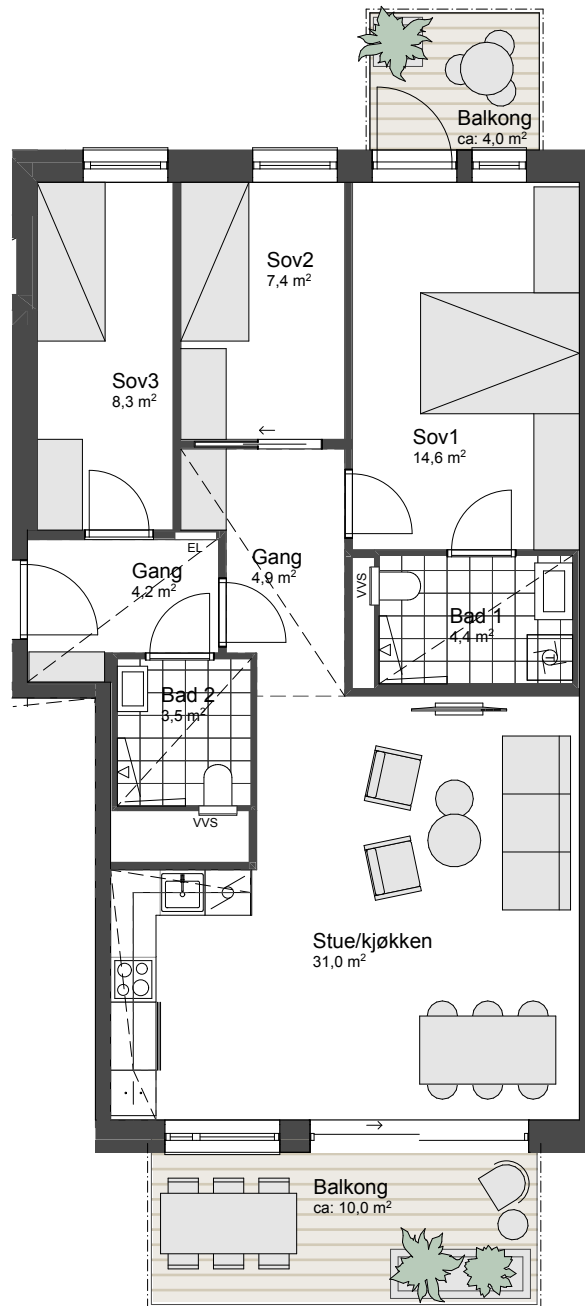 Balkong
ca: 4,0 m²
Sov2
7,4 m²
Sov3
8,3 m²
Sov1
14,6 m²
EL
Gang
4,2 m²
Gang
4,9 m²
VVS
Bad 1
4,4 m²
Bad 2
3,5 m²
VVS
Stue/kjøkken
31,0 m²
Balkong
ca: 10,0 m²